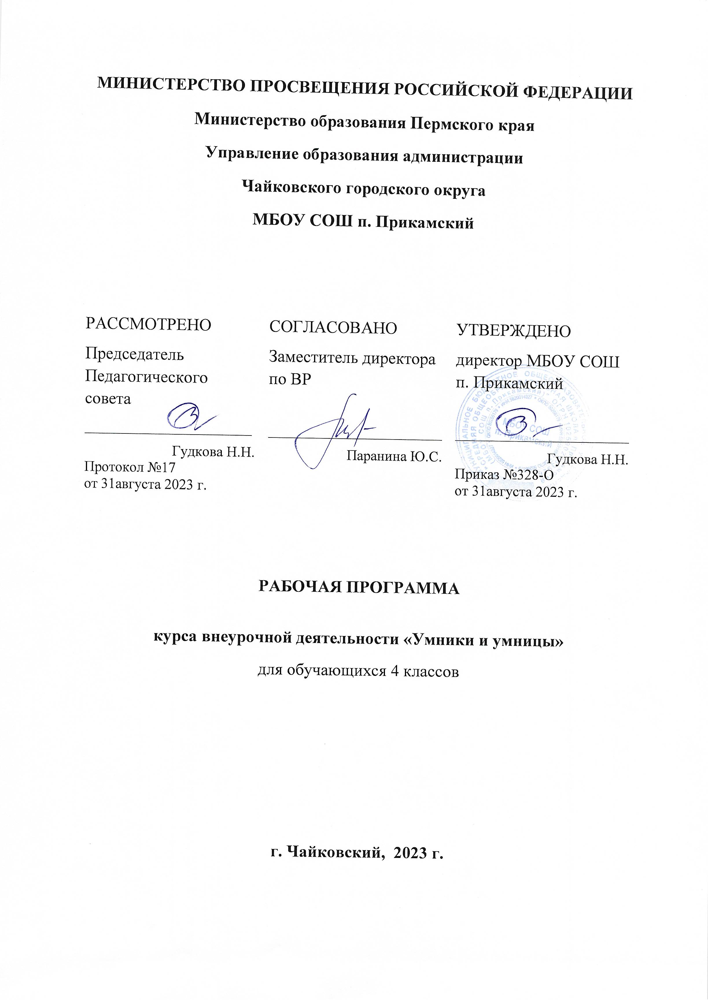 МИНИСТЕРСТВО ПРОСВЕЩЕНИЯ РОССИЙСКОЙ ФЕДЕРАЦИИ
Министерство образования Пермского края
Управление образования администрации
Чайковского городского округа
МБОУ СОШ п. Прикамский
РАССМОТРЕНО
Председатель
Педагогического
совета
Гудкова Н.Н.
Протокол №17
от 31августа 2023 г.
СОГЛАСОВАНО
Заместитель директора
по ВР
Паранина Ю.С.
УТВЕРЖДЕНО
директор МБОУ СОШ
п. Прикамский
МБОУ СОШ
п. Прикамский
Гудкова Н.Н.
Приказ №328-О
от 31августа 2023 г.
РАБОЧАЯ ПРОГРАММА
курса внеурочной деятельности «Умники и умницы»
для обучающихся 4 классов
г. Чайковский,  2023 г.